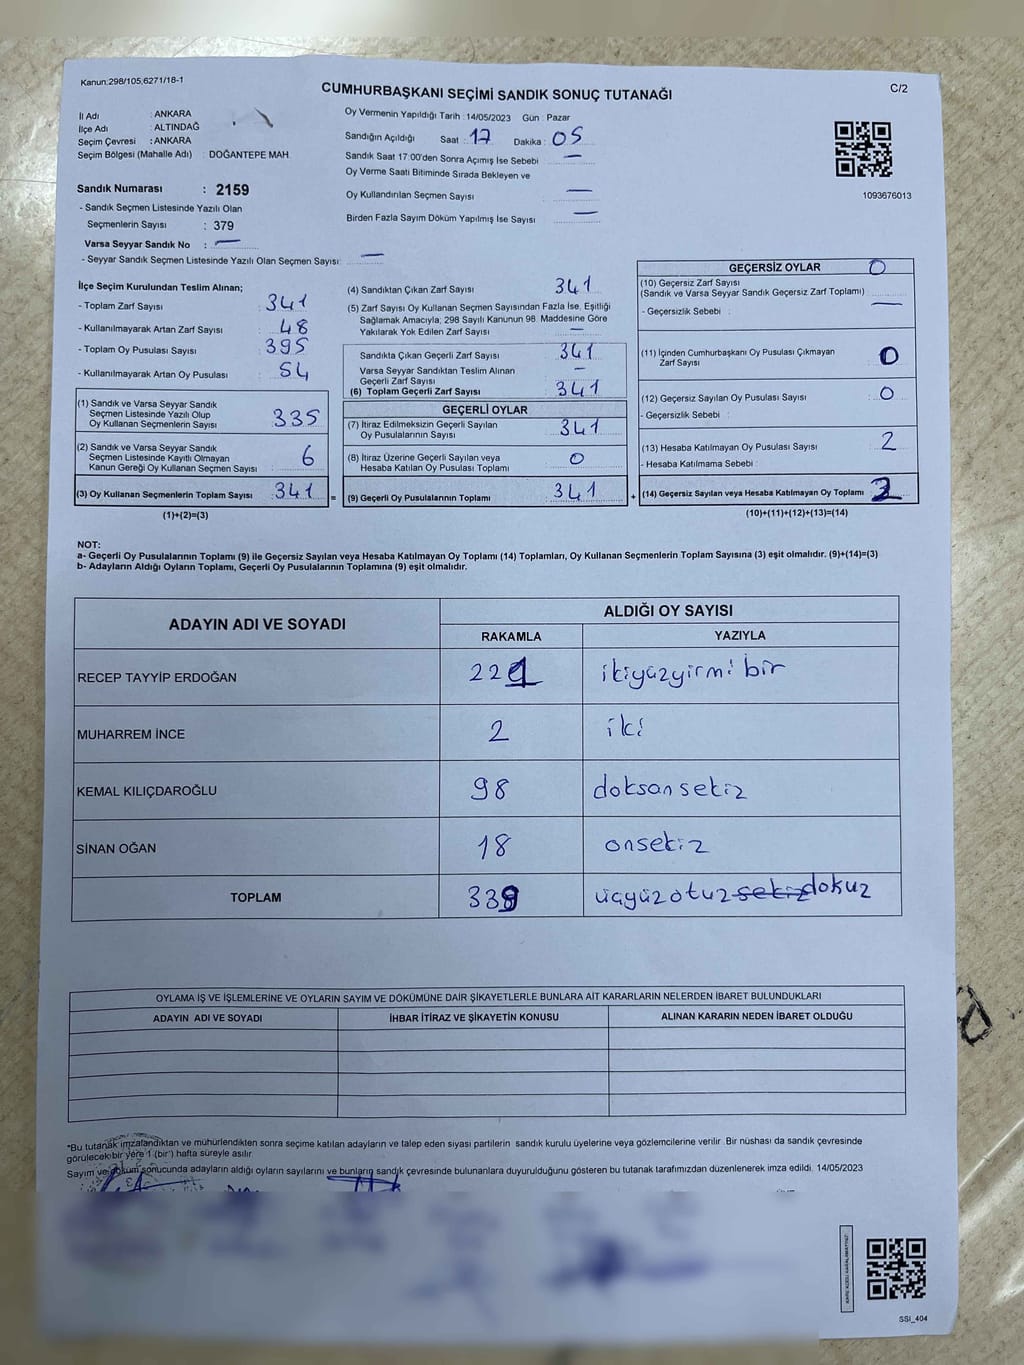 Kanun:298/105,6271/18-1
CUMHURBAŞKANI SEÇİMİ SANDIK SONUÇ TUTANAĞI
C/2
İl Adı : ANKARA
İlçe Adı : ALTINDAĞ
Seçim Çevresi : ANKARA
Seçim Bölgesi (Mahalle Adı) : DOĞANTEPE MAH.
Sandık Numarası : 2159
- Sandık Seçmen Listesinde Yazılı Olan
Seçmenlerin Sayısı : 379
Varsa Seyyar Sandık No : —
- Seyyar Sandık Seçmen Listesinde Yazılı Olan Seçmen Sayısı: —
Oy Vermenin Yapıldığı Tarih : 14/05/2023 Gün : Pazar
Sandığın Açıldığı Saat : 17 Dakika : 05
Sandık Saat 17:00'den Sonra Açımış İse Sebebi —
Oy Verme Saati Bitiminde Sırada Bekleyen ve
Oy Kullandırılan Seçmen Sayısı —
Birden Fazla Sayım Döküm Yapılmış İse Sayısı —
1093676013
İlçe Seçim Kurulundan Teslim Alınan;
- Toplam Zarf Sayısı : 341
- Kullanılmayarak Artan Zarf Sayısı : 48
- Toplam Oy Pusulası Sayısı : 395
- Kullanılmayarak Artan Oy Pusulası : 54
(1) Sandık ve Varsa Seyyar Sandık
Seçmen Listesinde Yazılı Olup
Oy Kullanan Seçmenlerin Sayısı 335
(2) Sandık ve Varsa Seyyar Sandık
Seçmen Listesinde Kayıtlı Olmayan
Kanun Gereği Oy Kullanan Seçmen Sayısı 6
(3) Oy Kullanan Seçmenlerin Toplam Sayısı 341 =
(1)+(2)=(3)
(4) Sandıktan Çıkan Zarf Sayısı 341
(5) Zarf Sayısı Oy Kullanan Seçmen Sayısından Fazla İse, Eşitliği
Sağlamak Amacıyla, 298 Sayılı Kanunun 98. Maddesine Göre
Yakılarak Yok Edilen Zarf Sayısı —
Sandıkta Çıkan Geçerli Zarf Sayısı 341
Varsa Seyyar Sandıktan Teslim Alınan
Geçerli Zarf Sayısı —
(6) Toplam Geçerli Zarf Sayısı 341
GEÇERLİ OYLAR
(7) İtiraz Edilmeksizin Geçerli Sayılan
Oy Pusulalarının Sayısı 341
(8) İtiraz Üzerine Geçerli Sayılan veya
Hesaba Katılan Oy Pusulası Toplamı 0
(9) Geçerli Oy Pusulalarının Toplamı 341 +
GEÇERSİZ OYLAR 0
(10) Geçersiz Zarf Sayısı
(Sandık ve Varsa Seyyar Sandık Geçersiz Zarf Toplamı) —
- Geçersizlik Sebebi :
(11) İçinden Cumhurbaşkanı Oy Pusulası Çıkmayan
Zarf Sayısı 0
(12) Geçersiz Sayılan Oy Pusulası Sayısı 0
- Geçersizlik Sebebi :
(13) Hesaba Katılmayan Oy Pusulası Sayısı 2
- Hesaba Katılmama Sebebi :
(14) Geçersiz Sayılan veya Hesaba Katılmayan Oy Toplamı 2
(10)+(11)+(12)+(13)=(14)
NOT:
a- Geçerli Oy Pusulalarının Toplamı (9) ile Geçersiz Sayılan veya Hesaba Katılmayan Oy Toplamı (14) Toplamları, Oy Kullanan Seçmenlerin Toplam Sayısına (3) eşit olmalıdır. (9)+(14)=(3)
b- Adayların Aldığı Oyların Toplamı, Geçerli Oy Pusulalarının Toplamına (9) eşit olmalıdır.
ADAYIN ADI VE SOYADI
ALDIĞI OY SAYISI
RAKAMLA YAZIYLA
RECEP TAYYİP ERDOĞAN 221 ikiyüzyirmi bir
MUHARREM İNCE 2 iki
KEMAL KILIÇDAROĞLU 98 doksansekiz
SİNAN OĞAN 18 onsekiz
TOPLAM 339 üçyüzotuz sekiz dokuz
OYLAMA İŞ VE İŞLEMLERİNE VE OYLARIN SAYIM VE DÖKÜMÜNE DAİR ŞİKAYETLERLE BUNLARA AİT KARARLARIN NELERDEN İBARET BULUNDUKLARI
ADAYIN ADI VE SOYADI İHBAR İTİRAZ VE ŞİKAYETİN KONUSU ALINAN KARARIN NEDEN İBARET OLDUĞU
*Bu tutanak imzalandıktan ve mühürlendikten sonra seçime katılan adayların ve talep eden siyasi partilerin sandık kurulu üyelerine veya gözlemcilerine verilir. Bir nüshası da sandık çevresinde
görülecek bir yere 1 (bir) hafta süreyle asılır.
Sayım ve döküm sonucunda adayların aldığı oyların sayılarını ve bunların sandık çevresinde bulunanlara duyurulduğunu gösteren bu tutanak tarafımızdan düzenlenerek imza edildi. 14/05/2023
SSI_404